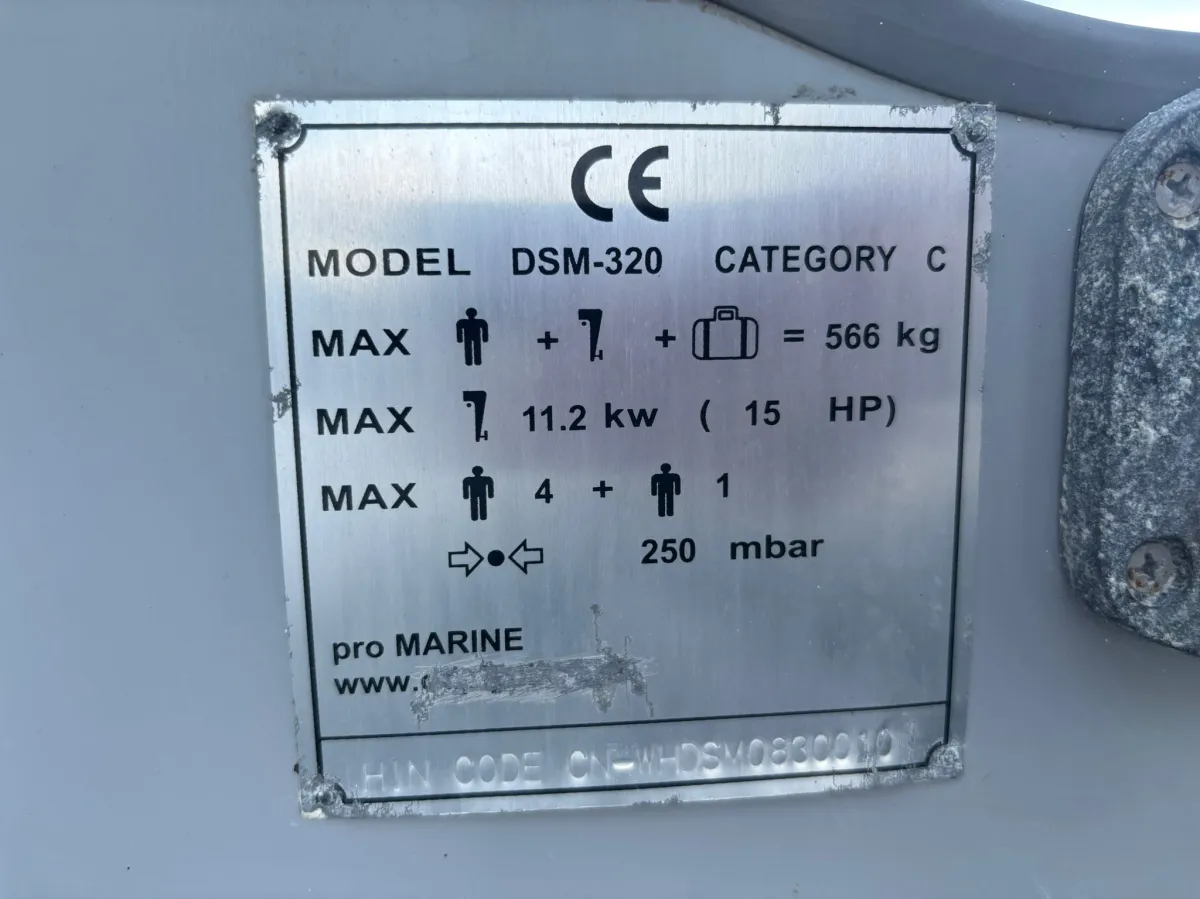 CE
MODEL DSM-320 CATEGORY C
MAX + + = 566 kg
MAX 11.2 kw ( 15 HP)
MAX 4 + 1
250 mbar
pro MARINE
www.
HIN CODE CN-WHDSM083C010